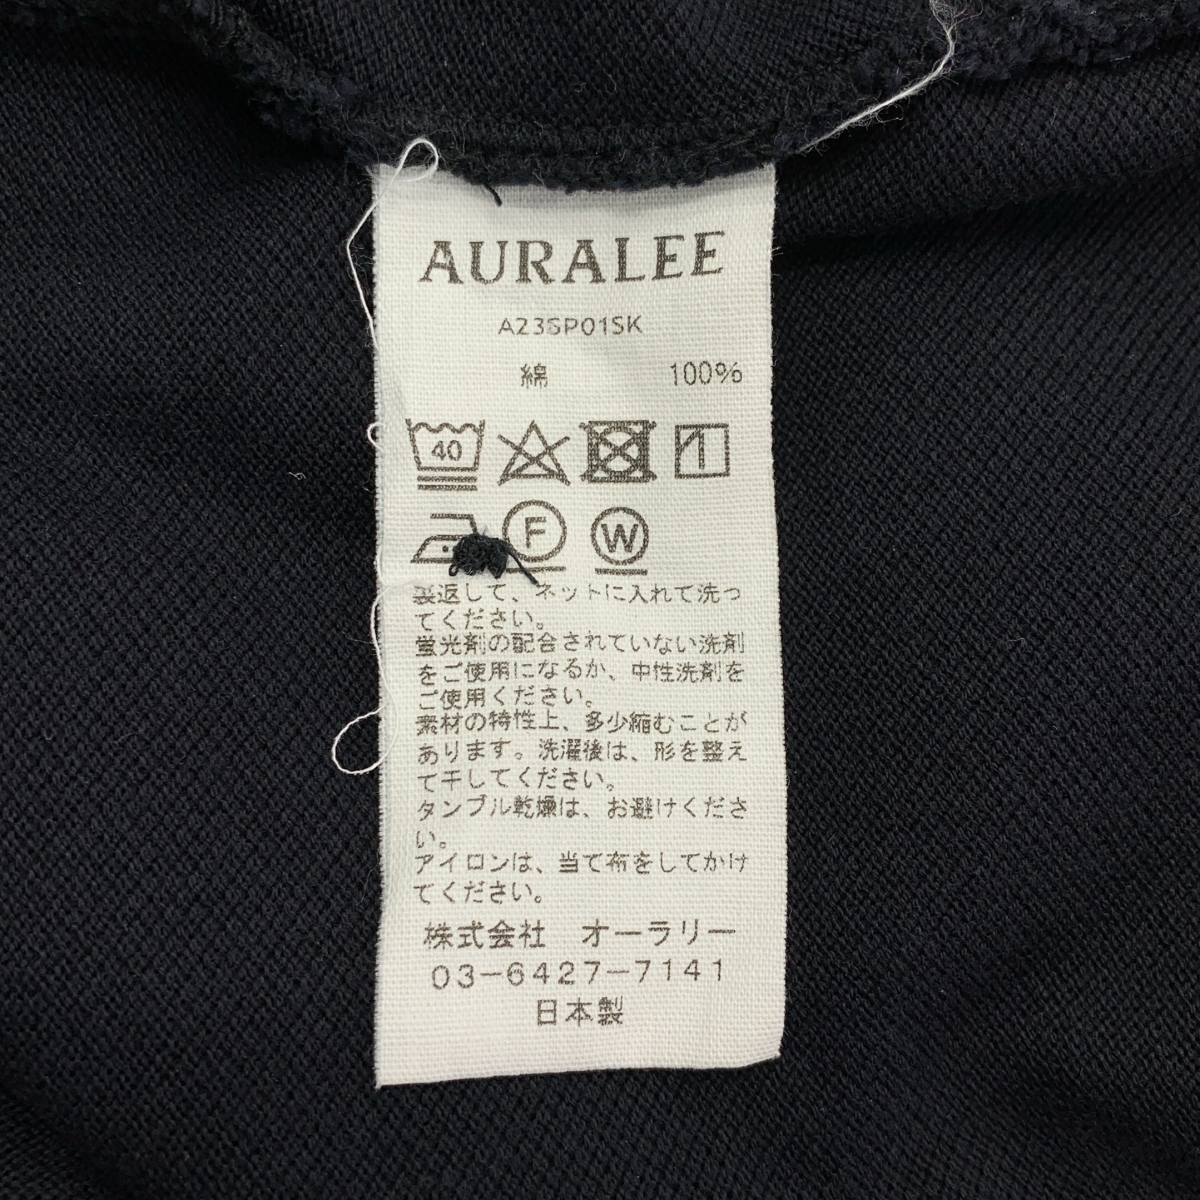 AURALEE
A23SP01SK
綿 100%
40
F W
裏返して、ネットに入れて洗っ
てください。
蛍光剤の配合されていない洗剤
をご使用になるか、中性洗剤を
ご使用ください。
素材の特性上、多少縮むことが
あります。洗濯後は、形を整え
て干してください。
タンブル乾燥は、お避けくださ
い。
アイロンは、当て布をしてかけ
てください。
株式会社 オーラリー
03-6427-7141
日本製